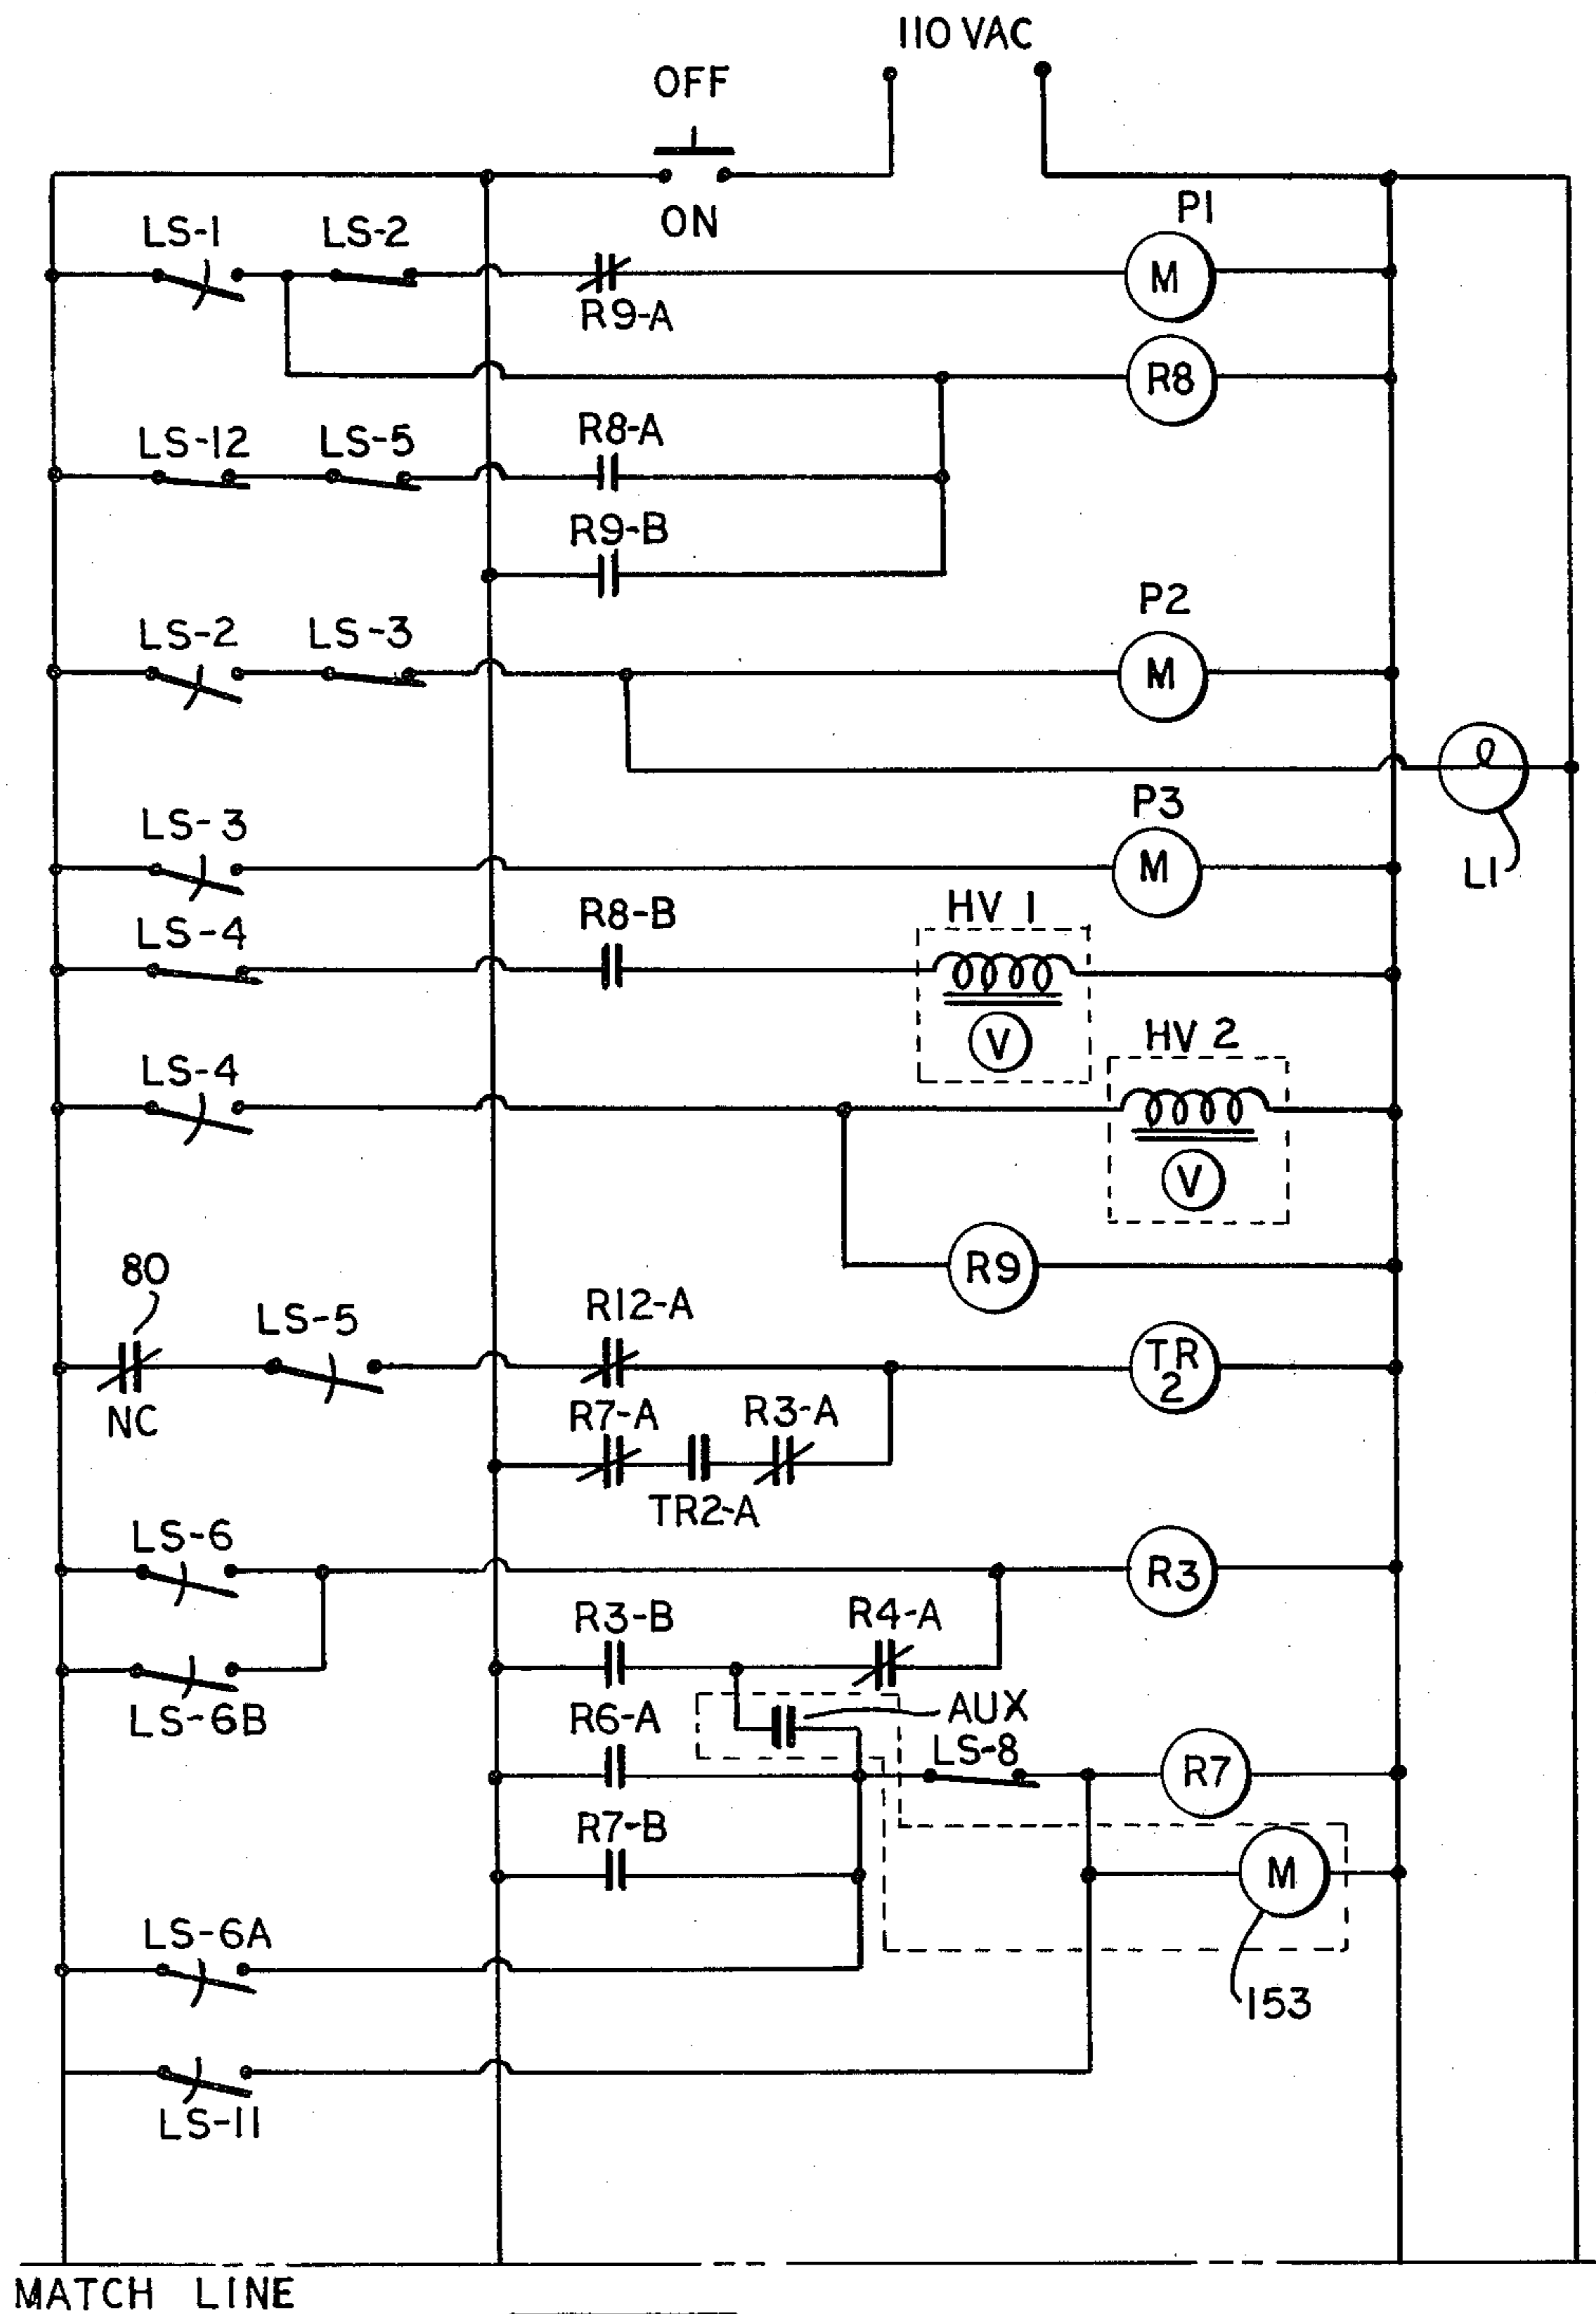 110 VAC
OFF
ON
P1
LS-1
LS-2
M
R9-A
R8
LS-12
LS-5
R8-A
R9-B
P2
LS-2
LS-3
M
P3
LS-3
M
L1
HV 1
R8-B
LS-4
V
HV 2
LS-4
V
R9
80
LS-5
R12-A
TR
2
NC
R7-A
R3-A
TR2-A
LS-6
R3
R3-B
R4-A
LS-6B
R6-A
AUX
LS-8
R7
R7-B
M
LS-6A
153
LS-11
MATCH LINE